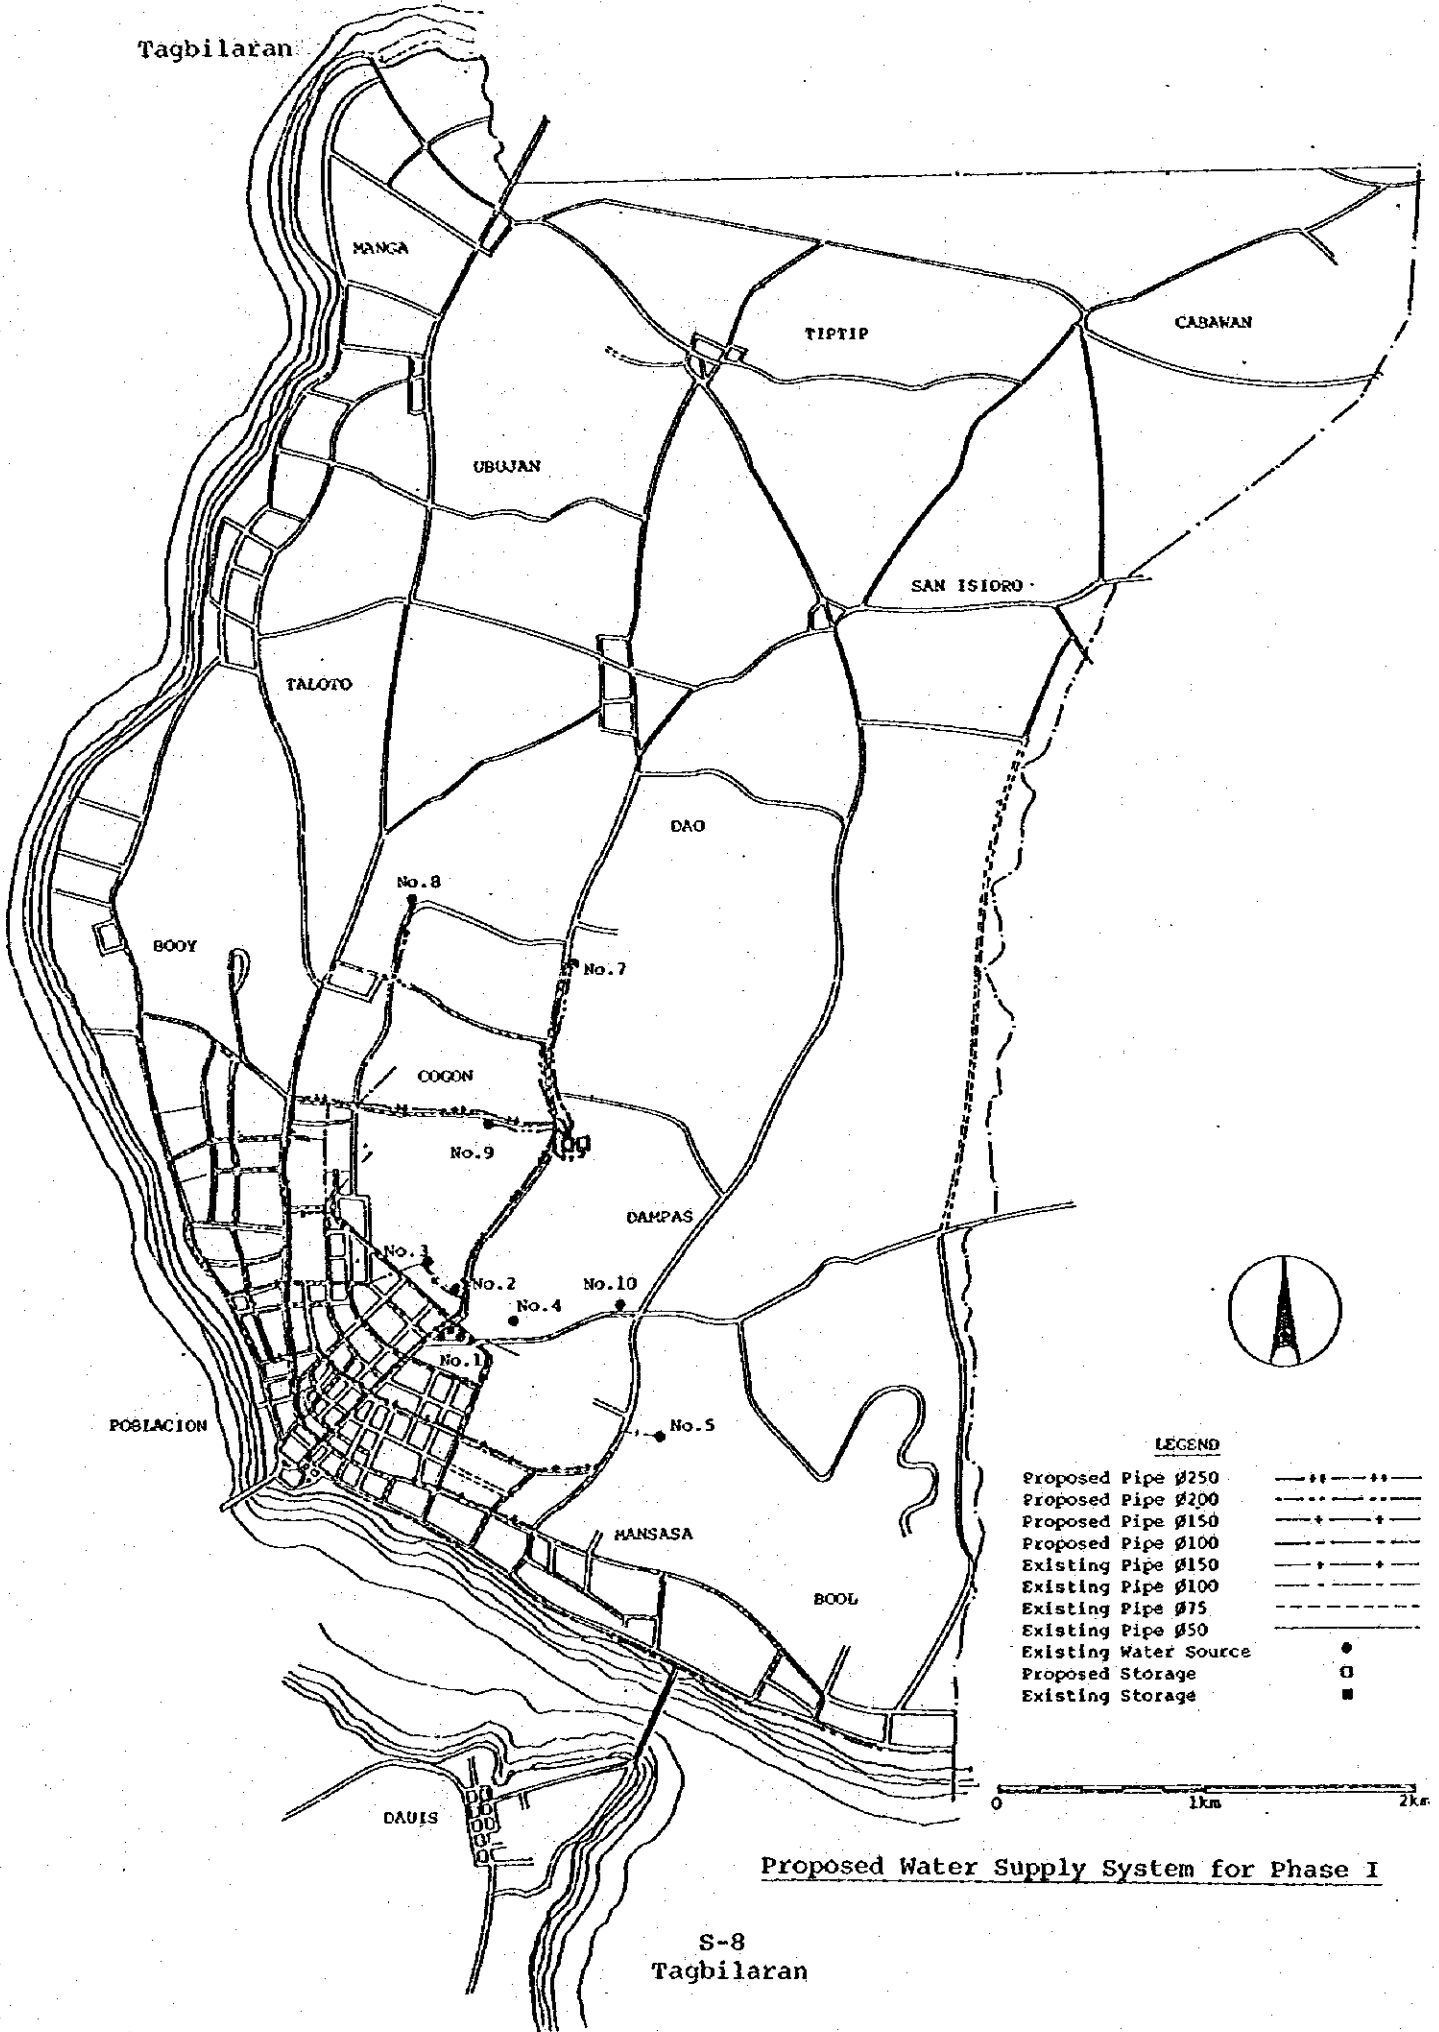 Tagbilaran
MANGA
TIPTIP
CABAWAN
UBUJAN
SAN ISIDRO
TALOTO
DAO
No.8
BOOY
No.7
COGON
No.9
DAMPAS
No.3
No.2
No.10
No.4
No.1
POBLACION
No.5
LEGEND
Proposed Pipe Ø250
Proposed Pipe Ø200
Proposed Pipe Ø150
Proposed Pipe Ø100
Existing Pipe Ø150
Existing Pipe Ø100
Existing Pipe Ø75
Existing Pipe Ø50
Existing Water Source
Proposed Storage
Existing Storage
MANSASA
BOOL
0 1km 2km
DAUIS
Proposed Water Supply System for Phase I
S-8
Tagbilaran